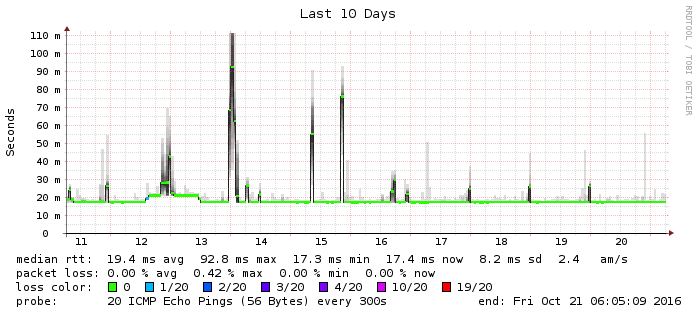 Last 10 Days
RRDTOOL / TOBI OETIKER
Seconds
110 m
100 m
90 m
80 m
70 m
60 m
50 m
40 m
30 m
20 m
10 m
0
11 12 13 14 15 16 17 18 19 20
median rtt: 19.4 ms avg 92.8 ms max 17.3 ms min 17.4 ms now 8.2 ms sd 2.4 am/s
packet loss: 0.00 % avg 0.42 % max 0.00 % min 0.00 % now
loss color: 0 1/20 2/20 3/20 4/20 10/20 19/20
probe: 20 ICMP Echo Pings (56 Bytes) every 300s end: Fri Oct 21 06:05:09 2016